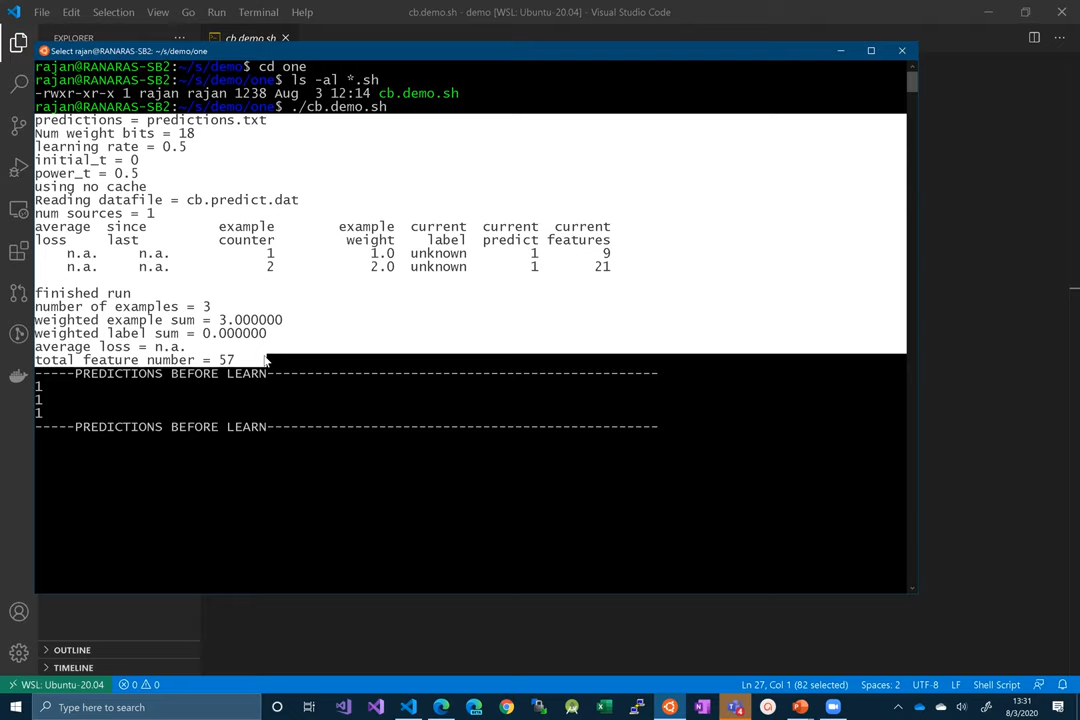 File Edit Selection View Go Run Terminal Help
cb.demo.sh - demo [WSL: Ubuntu-20.04] - Visual Studio Code
EXPLORER
cb.demo.sh
Select rajan@RANARAS-SB2: ~/s/demo/one
rajan@RANARAS-SB2:~/s/demo$ cd one
rajan@RANARAS-SB2:~/s/demo/one$ ls -al *.sh
-rwxr-xr-x 1 rajan rajan 1238 Aug  3 12:14 cb.demo.sh
rajan@RANARAS-SB2:~/s/demo/one$ ./cb.demo.sh
predictions = predictions.txt
Num weight bits = 18
learning rate = 0.5
initial_t = 0
power_t = 0.5
using no cache
Reading datafile = cb.predict.dat
num sources = 1
average since example example current current current
loss last counter weight label predict features
n.a. n.a. 1 1.0 unknown 1 9
n.a. n.a. 2 2.0 unknown 1 21
finished run
number of examples = 3
weighted example sum = 3.000000
weighted label sum = 0.000000
average loss = n.a.
total feature number = 57
-----PREDICTIONS BEFORE LEARN-------------------------------------------------
1
1
1
-----PREDICTIONS BEFORE LEARN-------------------------------------------------
OUTLINE
TIMELINE
WSL: Ubuntu-20.04 0 0 Ln 27, Col 1 (82 selected) Spaces: 2 UTF-8 LF Shell Script
Type here to search
4
13:31
8/3/2020